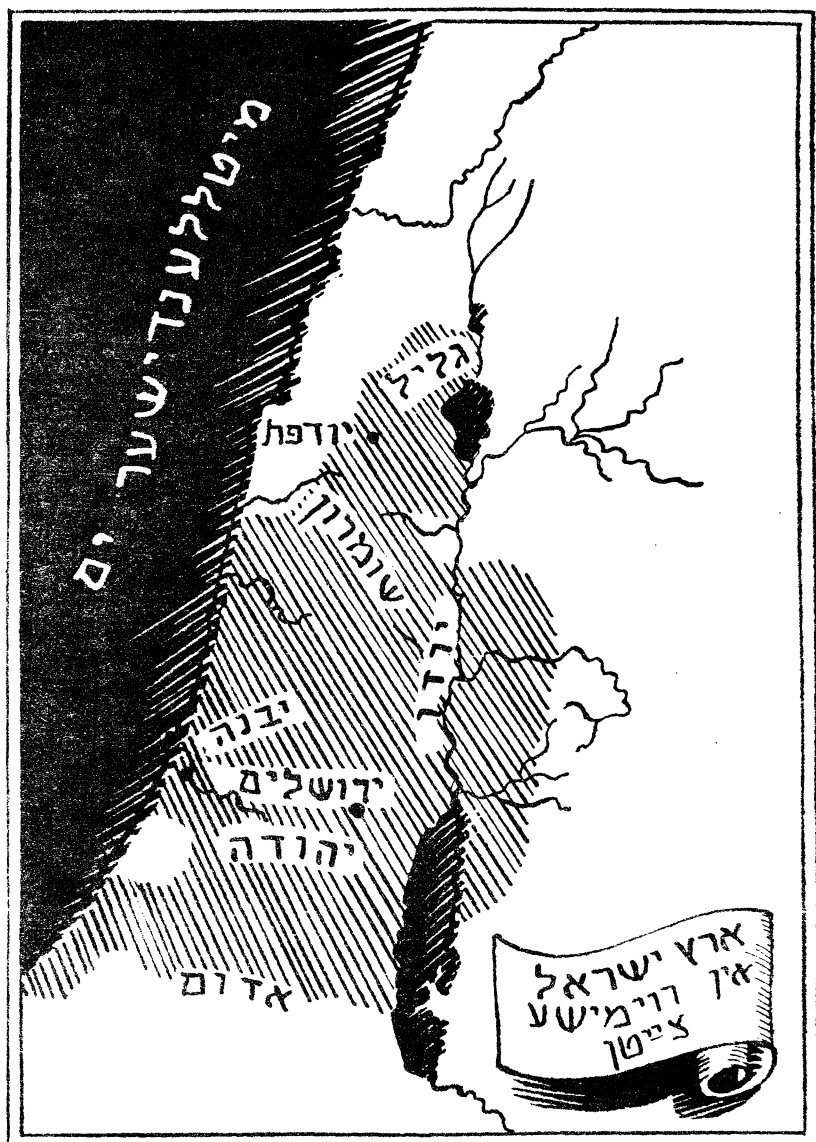 מיטללענדישער ים
גליל
יודפת
שומרון
ירדן
יבנה
ירושלים
יהודה
אדום
ארץ ישראל
אין רוימישע
צייטן